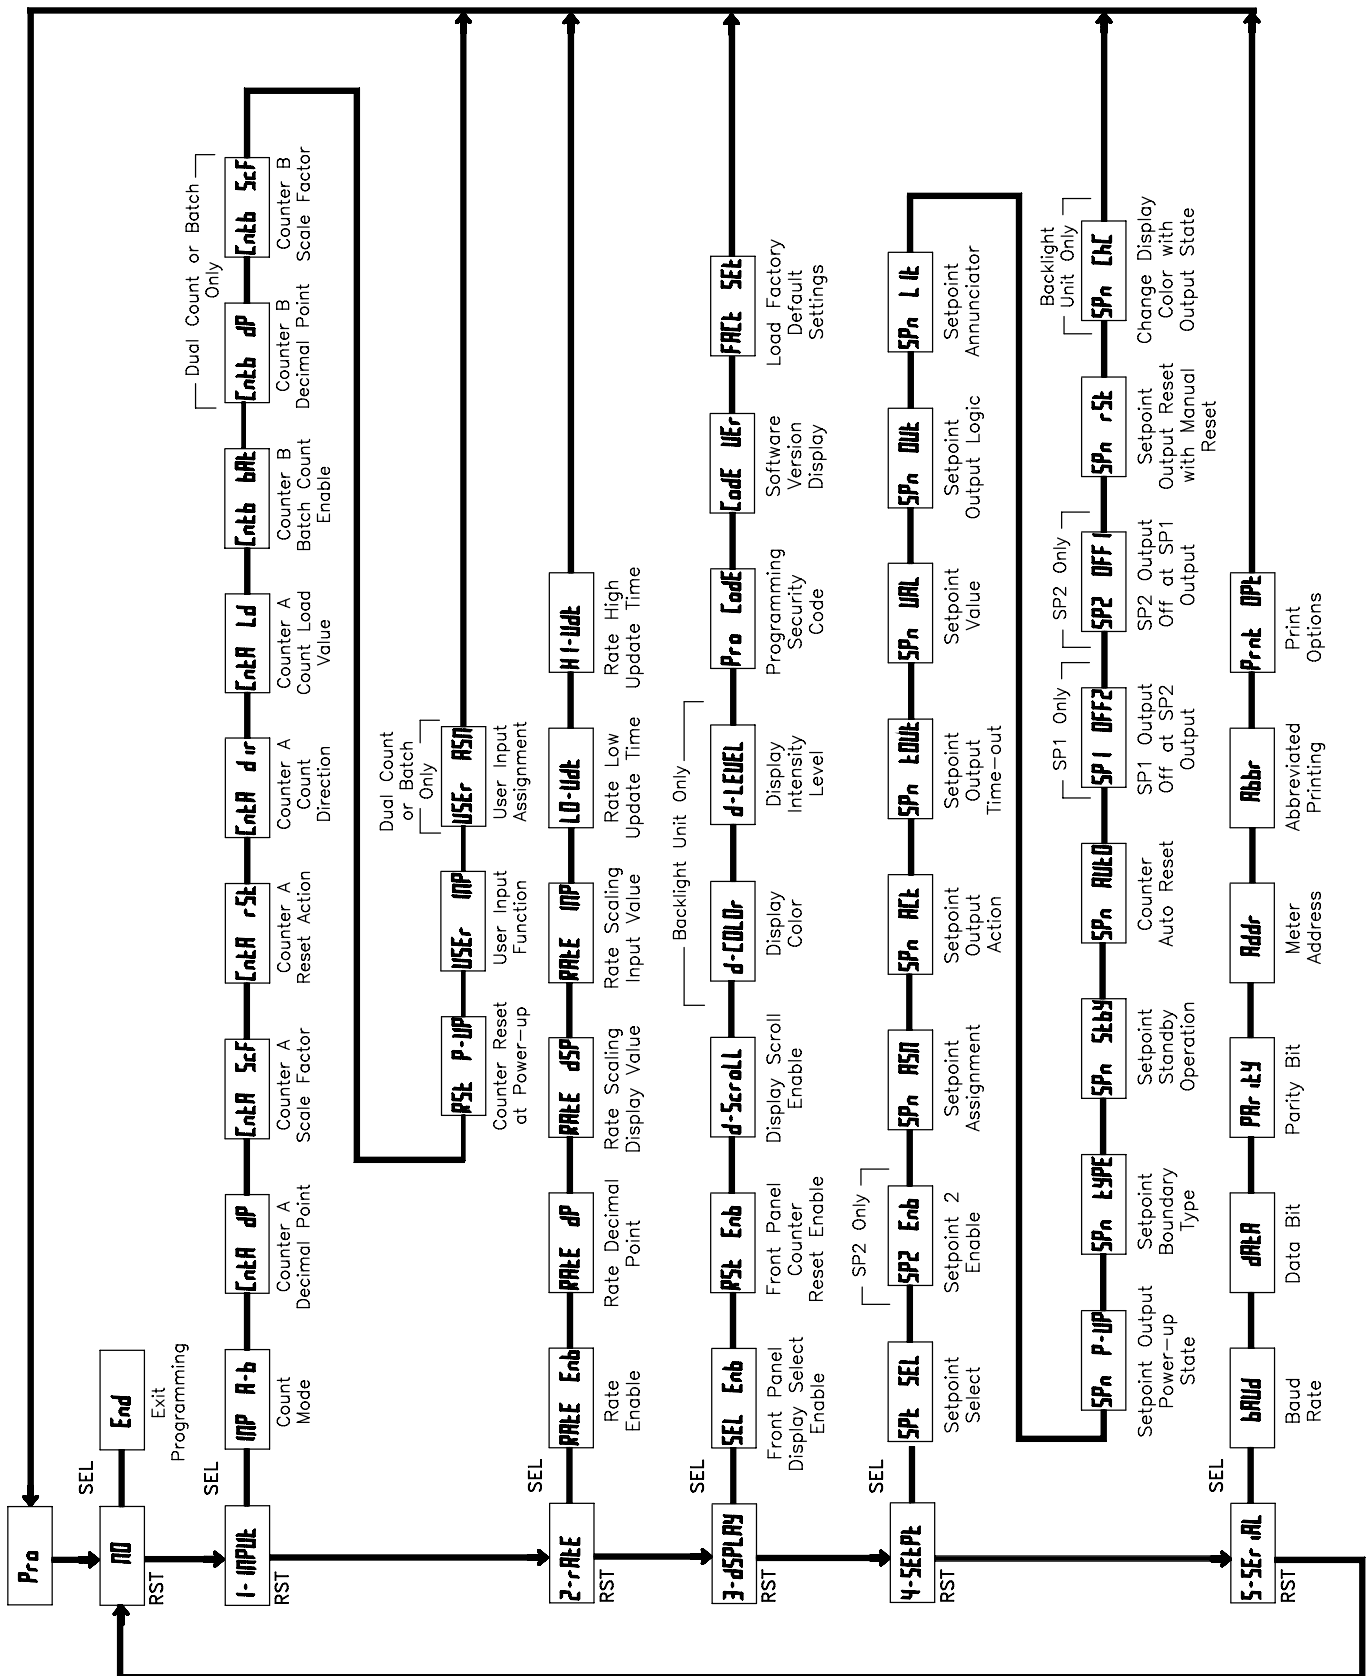 Pro
NO
RST
SEL
End
Exit
Programming
1-INPUt
RST
SEL
INP A-b
Count
Mode
CntA dP
Counter A
Decimal Point
CntA ScF
Counter A
Scale Factor
CntA rSt
Counter A
Reset Action
CntA dir
Counter A
Count
Direction
CntA Ld
Counter A
Count Load
Value
Cntb bAt
Counter B
Batch Count
Enable
Dual Count or Batch
Only
Cntb dP
Counter B
Decimal Point
Cntb ScF
Counter B
Scale Factor
RSt P-UP
Counter Reset
at Power-up
USEr INP
User Input
Function
Dual Count
or Batch
Only
USEr ASN
User Input
Assignment
2-rAtE
RST
SEL
RAtE Enb
Rate
Enable
RAtE dP
Rate Decimal
Point
RAtE dSP
Rate Scaling
Display Value
RAtE INP
Rate Scaling
Input Value
LO-Udt
Rate Low
Update Time
HI-Udt
Rate High
Update Time
3-dSPLAy
RST
SEL
SEL Enb
Front Panel
Display Select
Enable
RSt Enb
Front Panel
Counter
Reset Enable
d-ScroLL
Display Scroll
Enable
Backlight Unit Only
d-COLOr
Display
Color
d-LEVEL
Display
Intensity
Level
Pro CodE
Programming
Security
Code
CodE VEr
Software
Version
Display
FACt SEt
Load Factory
Default
Settings
4-SEtPt
RST
SEL
SPt SEL
Setpoint
Select
SP2 Only
SP2 Enb
Setpoint 2
Enable
SPn ASN
Setpoint
Assignment
SPn ACt
Setpoint
Output
Action
SPn tOUt
Setpoint
Output
Time-out
SPn VAL
Setpoint
Value
SPn OUt
Setpoint
Output Logic
SPn Lit
Setpoint
Annunciator
SPn P-UP
Setpoint Output
Power-up
State
SPn tYPE
Setpoint
Boundary
Type
SPn Stby
Setpoint
Standby
Operation
SPn AUtO
Counter
Auto Reset
SP1 Only
SP1 OFF2
SP1 Output
Off at SP2
Output
SP2 Only
SP2 OFF1
SP2 Output
Off at SP1
Output
SPn rSt
Setpoint
Output Reset
with Manual
Reset
Backlight
Unit Only
SPn ChC
Change Display
Color with
Output State
5-SEriAL
RST
SEL
bAUd
Baud
Rate
dAtA
Data Bit
PAritY
Parity Bit
Addr
Meter
Address
Abbr
Abbreviated
Printing
Prnt OPt
Print
Options